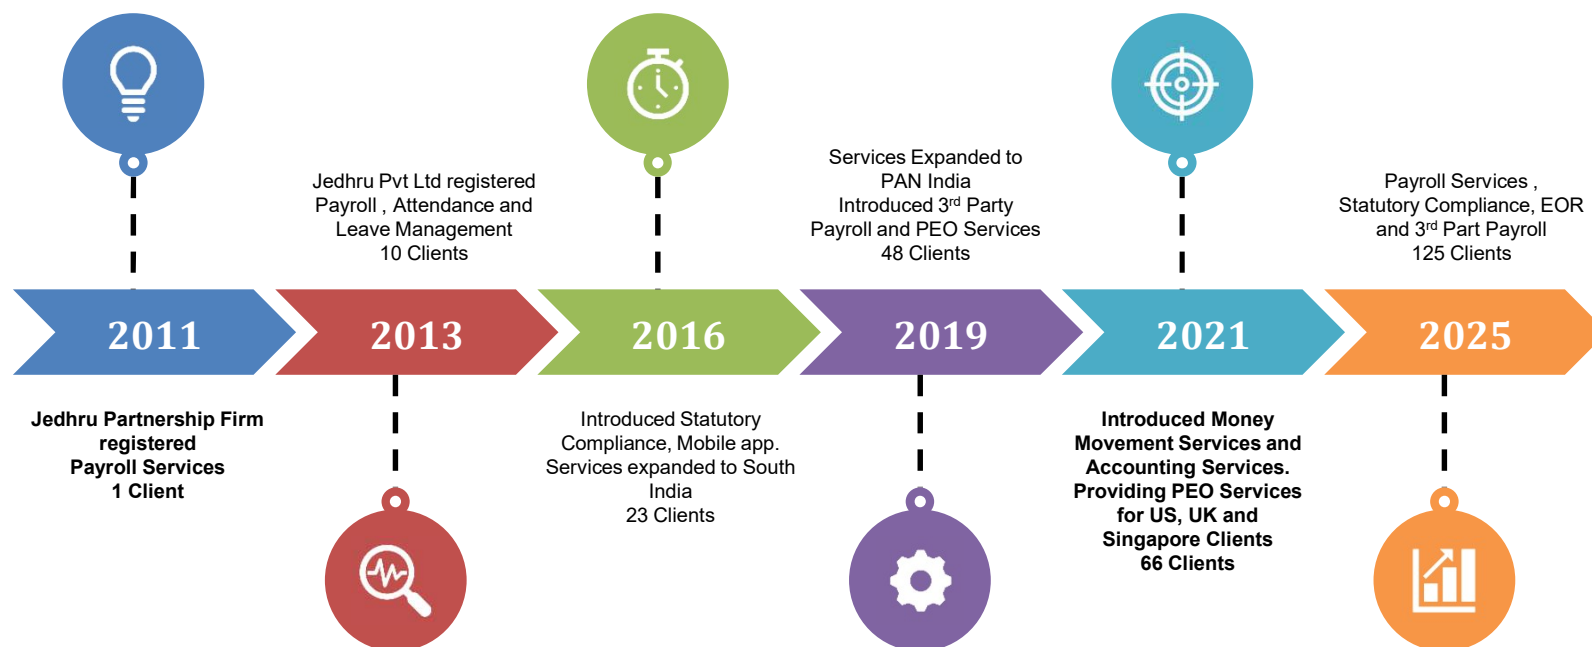 2011
Jedhru Partnership Firm
registered
Payroll Services
1 Client
Jedhru Pvt Ltd registered
Payroll , Attendance and
Leave Management
10 Clients
2013
2016
Introduced Statutory
Compliance, Mobile app.
Services expanded to South
India
23 Clients
Services Expanded to
PAN India
Introduced 3rd Party
Payroll and PEO Services
48 Clients
2019
2021
Introduced Money
Movement Services and
Accounting Services.
Providing PEO Services
for US, UK and
Singapore Clients
66 Clients
Payroll Services ,
Statutory Compliance, EOR
and 3rd Part Payroll
125 Clients
2025